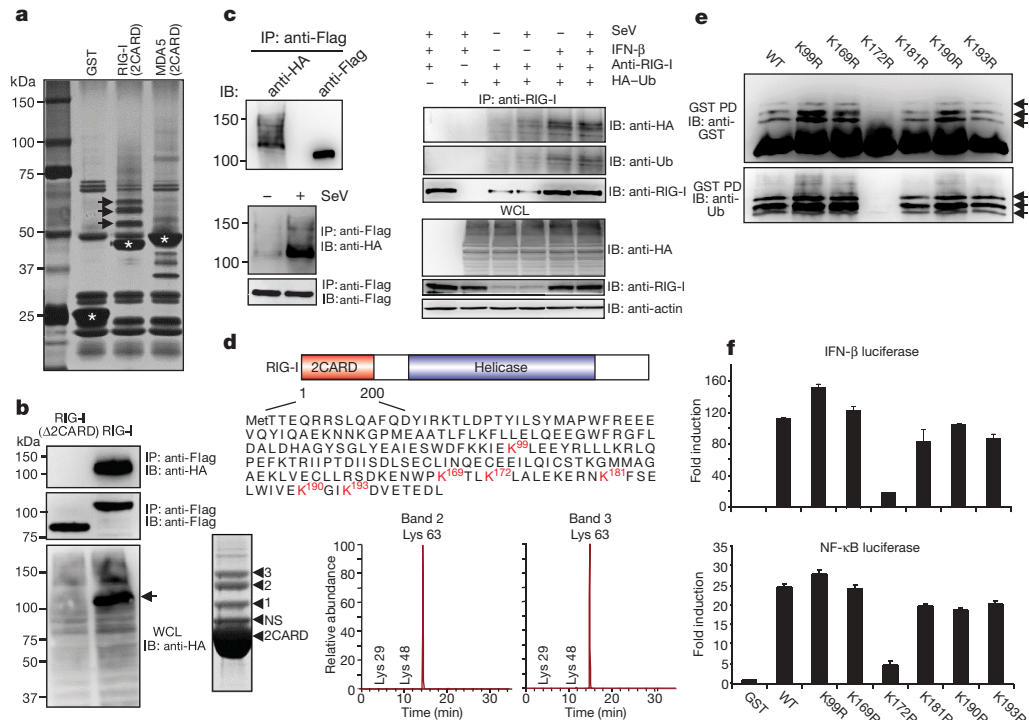 a
kDa
GST
RIG-I (2CARD)
MDA5 (2CARD)
150
100
75
50
37
25
*
*
*
b
RIG-I (Δ2CARD)
RIG-I
150
100
IP: anti-Flag
IB: anti-HA
100
75
IP: anti-Flag
IB: anti-Flag
150
100
75
50
37
WCL
IB: anti-HA
c
IP: anti-Flag
IB:
anti-HA
anti-Flag
150
100
– + SeV
150
100
IP: anti-Flag
IB: anti-HA
IP: anti-Flag
IB: anti-Flag
+ + – + – + SeV
+ + – – + + IFN-β
+ – + + + + Anti-RIG-I
– + + + + + HA–Ub
IP: anti-RIG-I
IB: anti-HA
IB: anti-Ub
IB: anti-RIG-I
WCL
IB: anti-HA
IB: anti-RIG-I
IB: anti-actin
d
RIG-I
2CARD
Helicase
1
200
MetTTEQRRSLQAFQDYIRKTLDPTYILSYMAPWFREEE
VQYIQAEKNNKGPMEAATLFLKFLLELQEEGWFRGFL
DALDHAGYSGLYEAIESWDFKKIEK99LEEYRLLLKRLQ
PEFKTRIIPTDIISDLSECLINQECEEILQICSTKGMMAG
AEKLVECLLRSDKENWPK169TLK172LALEKERNK181FSE
LWIVEK190GIK193DVETEDL
3
2
1
NS
2CARD
Band 2
Lys 63
Relative abundance
100
80
60
40
20
0
Lys 29
Lys 48
0 10 20 30
Time (min)
Band 3
Lys 63
Lys 29
Lys 48
0 10 20 30
Time (min)
e
WT
K99R
K169R
K172R
K181R
K190R
K193R
GST PD
IB: anti-
GST
GST PD
IB: anti-
Ub
f
IFN-β luciferase
Fold induction
160
120
80
40
0
NF-κB luciferase
Fold induction
35
30
25
20
15
10
5
0
GST
WT
K99R
K169R
K172R
K181R
K190R
K193R